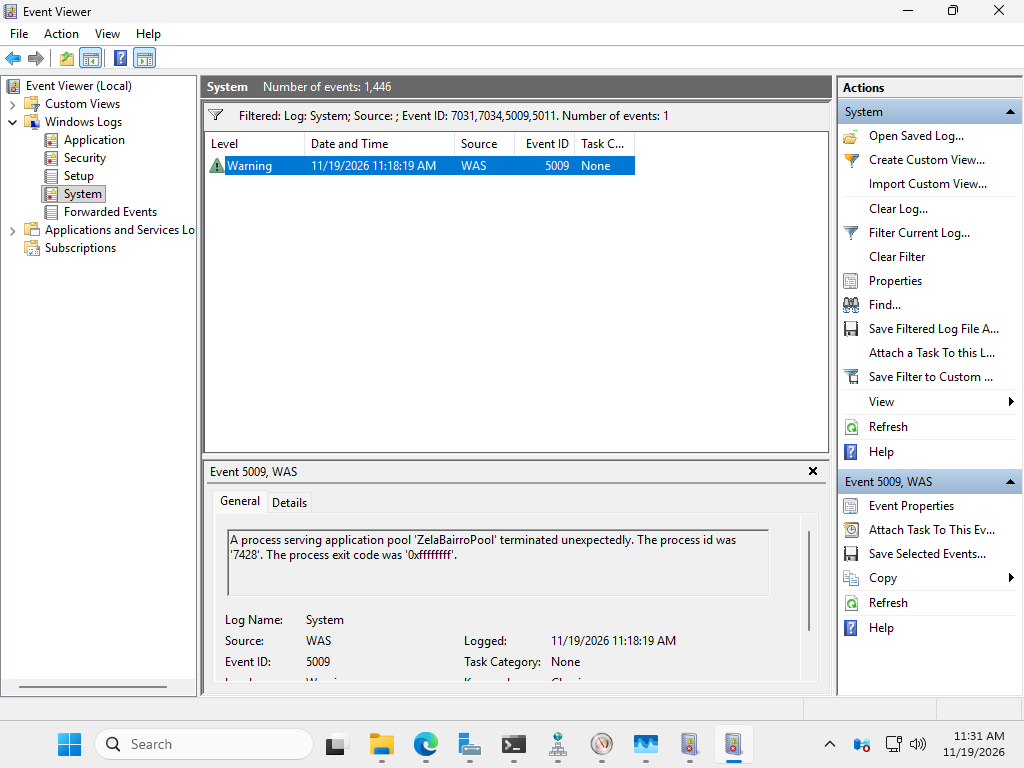 Event Viewer
File Action View Help
Event Viewer (Local)
Custom Views
Windows Logs
Application
Security
Setup
System
Forwarded Events
Applications and Services Lo
Subscriptions
System Number of events: 1,446
Filtered: Log: System; Source: ; Event ID: 7031,7034,5009,5011. Number of events: 1
Level Date and Time Source Event ID Task C...
Warning 11/19/2026 11:18:19 AM WAS 5009 None
Event 5009, WAS
General Details
A process serving application pool 'ZelaBairroPool' terminated unexpectedly. The process id was
'7428'. The process exit code was '0xffffffff'.
Log Name: System
Source: WAS Logged: 11/19/2026 11:18:19 AM
Event ID: 5009 Task Category: None
Actions
System
Open Saved Log...
Create Custom View...
Import Custom View...
Clear Log...
Filter Current Log...
Clear Filter
Properties
Find...
Save Filtered Log File A...
Attach a Task To this L...
Save Filter to Custom ...
View
Refresh
Help
Event 5009, WAS
Event Properties
Attach Task To This Ev...
Save Selected Events...
Copy
Refresh
Help
Search
11:31 AM
11/19/2026